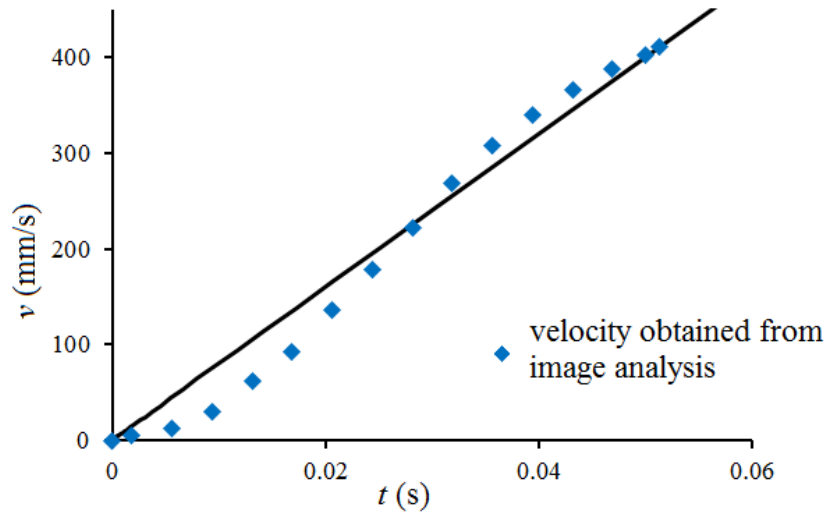 400
300
200
100
0
v (mm/s)
velocity obtained from
image analysis
0
0.02
0.04
0.06
t (s)